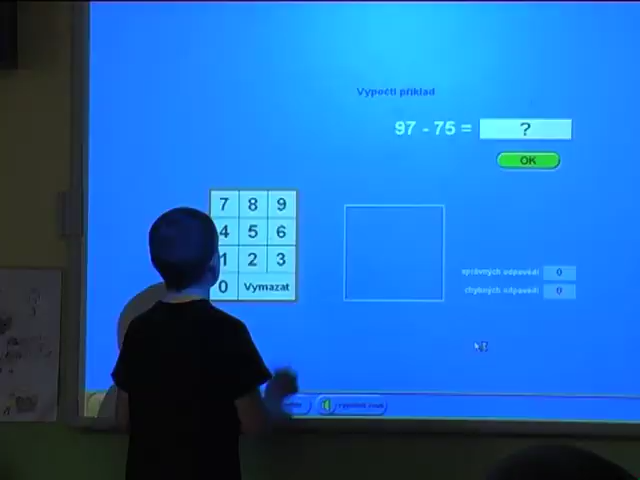 Vypočti příklad
97 - 75 = ?
OK
7 8 9
4 5 6
1 2 3
0 Vymazat
správných odpovědí 0
chybných odpovědí 0